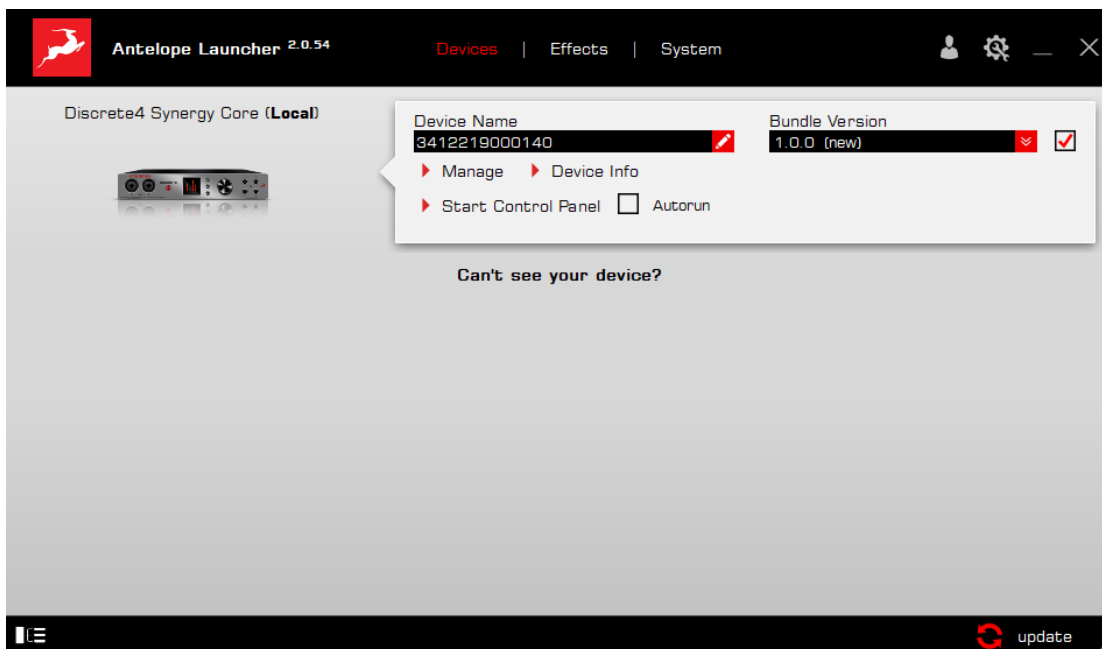 Antelope Launcher 2.0.54
Devices | Effects | System
Discrete4 Synergy Core (Local)
Device Name
3412219000140
Bundle Version
1.0.0 (new)
Manage
Device Info
Start Control Panel
Autorun
Can't see your device?
update